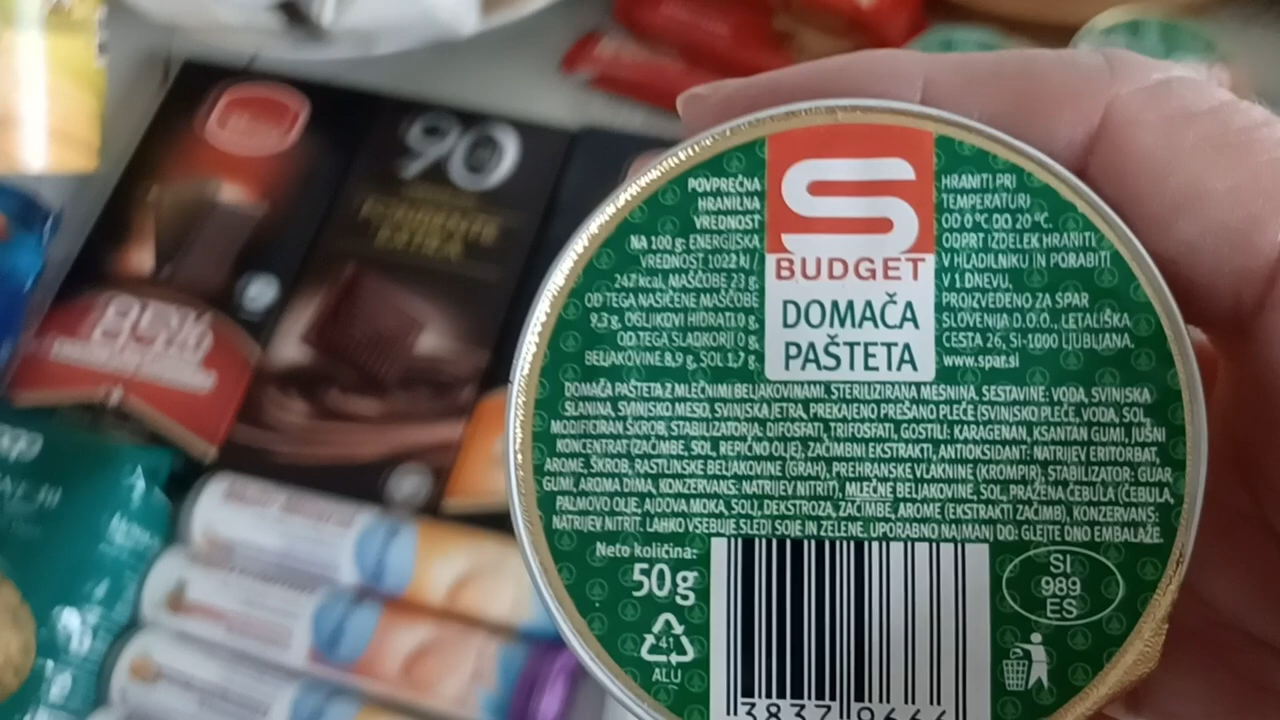 POVPREČNA
HRANILNA
VREDNOST
NA 100 g: ENERGIJSKA
VREDNOST 1022 kJ /
247 kcal, MAŠČOBE 23 g,
OD TEGA NASIČENE MAŠČOBE
9,3 g, OGLJIKOVI HIDRATI 0 g,
OD TEGA SLADKORJI 0 g,
BELJAKOVINE 8,9 g, SOL 1,7 g.
S
BUDGET
DOMAČA
PAŠTETA
HRANITI PRI
TEMPERATURI
OD 0 °C DO 20 °C.
ODPRT IZDELEK HRANITI
V HLADILNIKU IN PORABITI
V 1 DNEVU.
PROIZVEDENO ZA SPAR
SLOVENIJA D.O.O., LETALIŠKA
CESTA 26, SI-1000 LJUBLJANA.
www.spar.si
DOMAČA PAŠTETA Z MLEČNIMI BELJAKOVINAMI. STERILIZIRANA MESNINA. SESTAVINE: VODA, SVINJSKA
SLANINA, SVINJSKO MESO, SVINJSKA JETRA, PREKAJENO PREŠANO PLEČE (SVINJSKO PLEČE, VODA, SOL,
MODIFICIRAN ŠKROB, STABILIZATORJA: DIFOSFATI, TRIFOSFATI, GOSTILI: KARAGENAN, KSANTAN GUMI, JUŠNI
KONCENTRAT (ZAČIMBE, SOL, REPIČNO OLJE), ZAČIMBNI EKSTRAKTI, ANTIOKSIDANT: NATRIJEV ERITORBAT,
AROME, ŠKROB, RASTLINSKE BELJAKOVINE (GRAH), PREHRANSKE VLAKNINE (KROMPIR), STABILIZATOR: GUAR
GUMI, AROMA DIMA, KONZERVANS: NATRIJEV NITRIT), MLEČNE BELJAKOVINE, SOL, PRAŽENA ČEBULA (ČEBULA,
PALMOVO OLJE, AJDOVA MOKA, SOL), DEKSTROZA, ZAČIMBE, AROME (EKSTRAKTI ZAČIMB), KONZERVANS:
NATRIJEV NITRIT. LAHKO VSEBUJE SLEDI SOJE IN ZELENE. UPORABNO NAJMANJ DO: GLEJTE DNO EMBALAŽE.
Neto količina:
50 g
41
ALU
SI
989
ES
90
85%